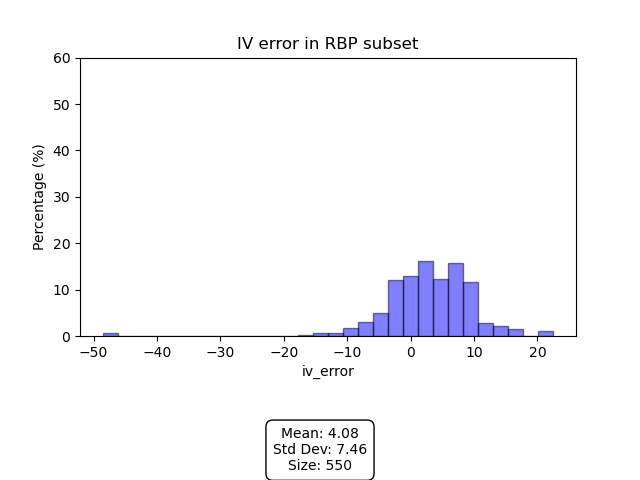 IV error in RBP subset
60
50
40
30
20
10
0
Percentage (%)
−50 −40 −30 −20 −10 0 10 20
iv_error
Mean: 4.08
Std Dev: 7.46
Size: 550